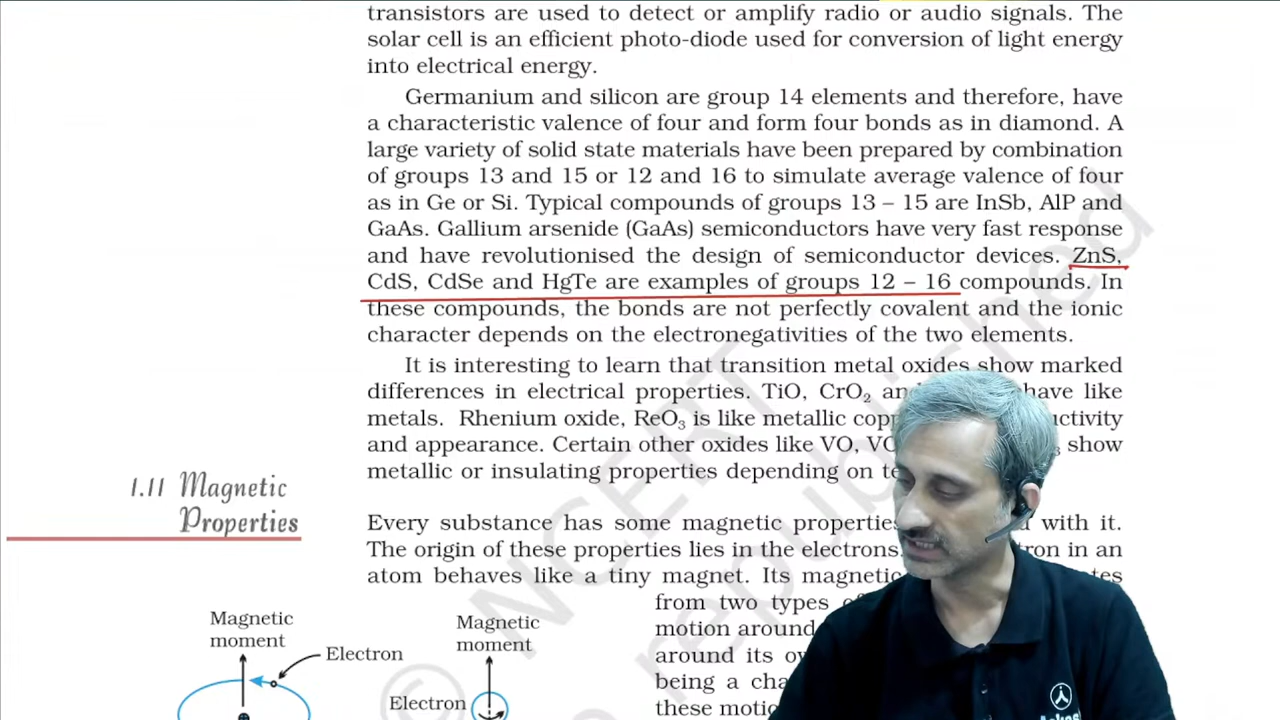 transistors are used to detect or amplify radio or audio signals. The
solar cell is an efficient photo-diode used for conversion of light energy
into electrical energy.
Germanium and silicon are group 14 elements and therefore, have
a characteristic valence of four and form four bonds as in diamond. A
large variety of solid state materials have been prepared by combination
of groups 13 and 15 or 12 and 16 to simulate average valence of four
as in Ge or Si. Typical compounds of groups 13 – 15 are InSb, AlP and
GaAs. Gallium arsenide (GaAs) semiconductors have very fast response
and have revolutionised the design of semiconductor devices. ZnS,
CdS, CdSe and HgTe are examples of groups 12 – 16 compounds. In
these compounds, the bonds are not perfectly covalent and the ionic
character depends on the electronegativities of the two elements.
It is interesting to learn that transition metal oxides show marked
differences in electrical properties. TiO, CrO₂ have like
metals. Rhenium oxide, ReO₃ is like metallic
and appearance. Certain other oxides like VO, show
metallic or insulating properties depending on
1.11 Magnetic
Properties
Every substance has some magnetic properties with it.
The origin of these properties lies in the electrons. in an
atom behaves like a tiny magnet. Its magnetic
from two types
motion around
around its
being a
these
Magnetic
moment
Electron
Magnetic
moment
Electron
© NCERT
republished